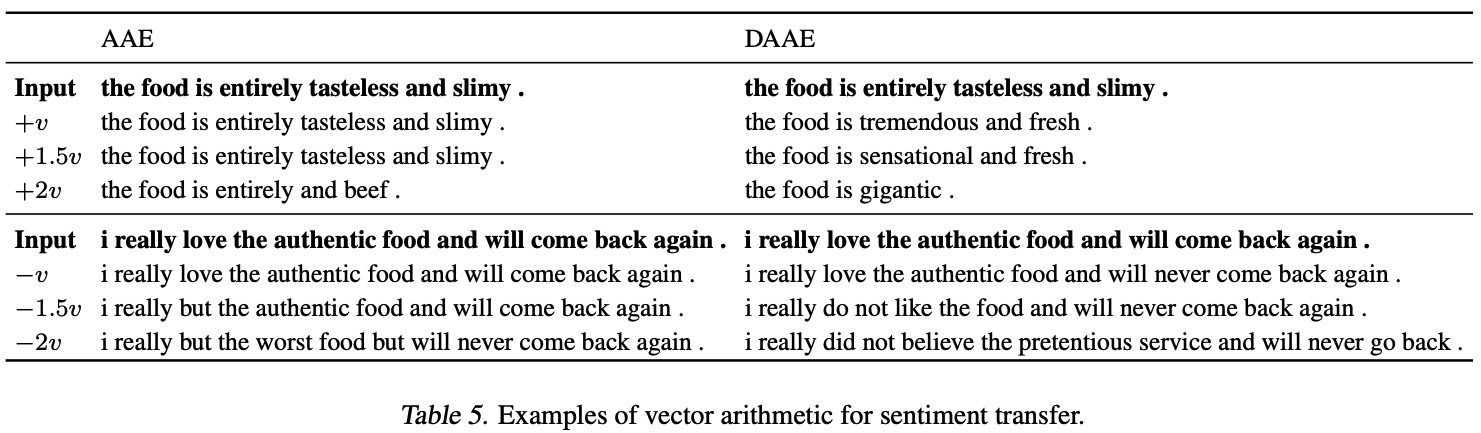 AAE DAAE
Input the food is entirely tasteless and slimy . the food is entirely tasteless and slimy .
+v the food is entirely tasteless and slimy . the food is tremendous and fresh .
+1.5v the food is entirely tasteless and slimy . the food is sensational and fresh .
+2v the food is entirely and beef . the food is gigantic .
Input i really love the authentic food and will come back again . i really love the authentic food and will come back again .
−v i really love the authentic food and will come back again . i really love the authentic food and will never come back again .
−1.5v i really but the authentic food and will come back again . i really do not like the food and will never come back again .
−2v i really but the worst food but will never come back again . i really did not believe the pretentious service and will never go back .
Table 5. Examples of vector arithmetic for sentiment transfer.